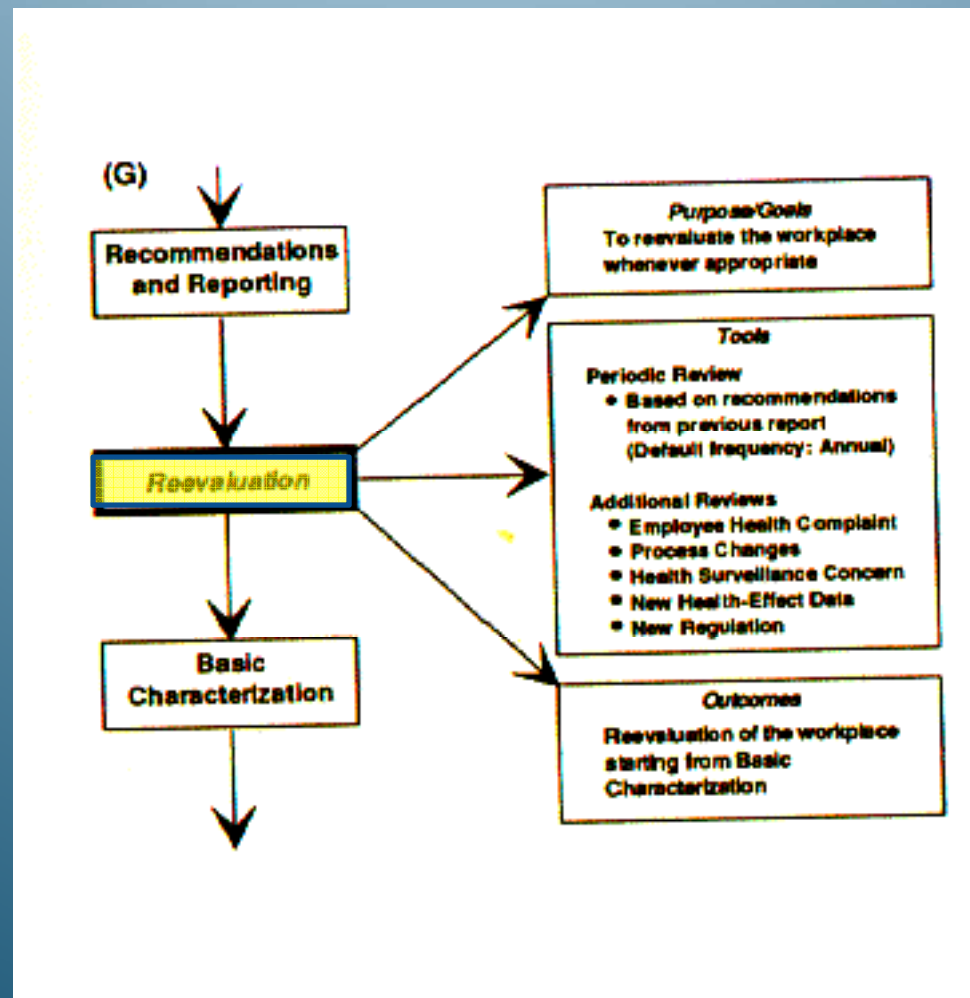 (G)
Recommendations
and Reporting
Reevaluation
Basic
Characterization
Purpose/Goals
To reevaluate the workplace
whenever appropriate
Tools
Periodic Review
• Based on recommendations
from previous report
(Default frequency: Annual)
Additional Reviews
• Employee Health Complaint
• Process Changes
• Health Surveillance Concern
• New Health-Effect Data
• New Regulation
Outcomes
Reevaluation of the workplace
starting from Basic
Characterization